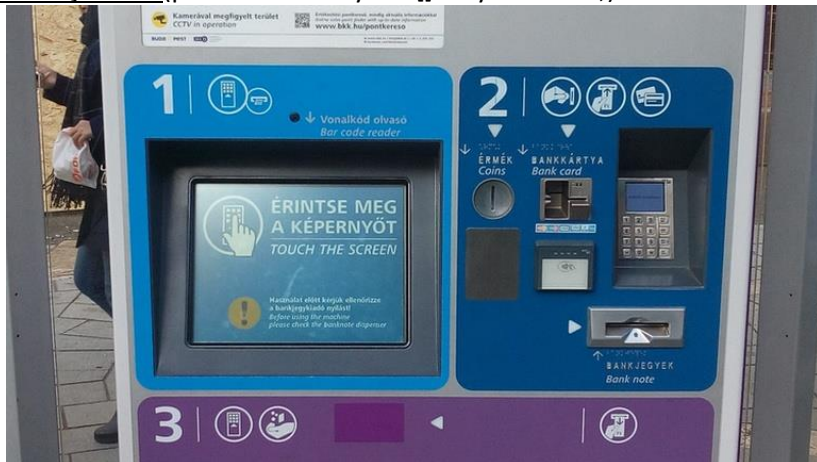 Kamerával megfigyelt terület
CCTV in operation
www.bkk.hu/pontkereso
1
Vonalkód olvasó
Bar code reader
ÉRINTSE MEG
A KÉPERNYŐT
TOUCH THE SCREEN
Használat előtt kérjük ellenőrizze
a bankjegykiadó nyílást!
Before using the machine
please check the banknote dispenser
2
ÉRMÉK
Coins
BANKKÁRTYA
Bank card
BANKJEGYEK
Bank note
3